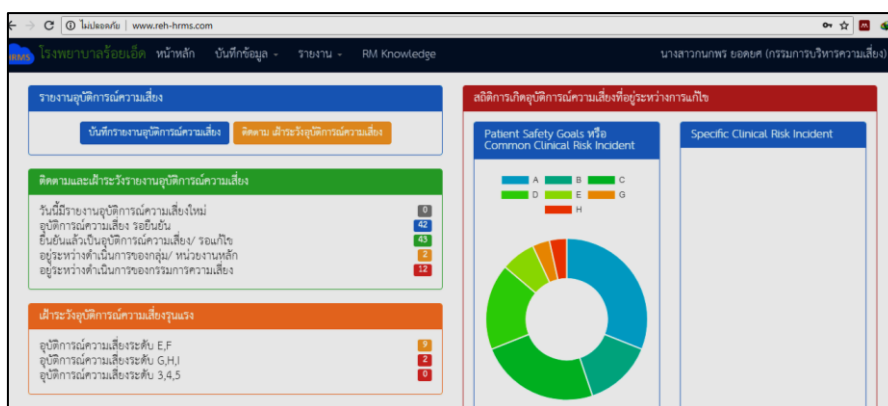 ไม่ปลอดภัย | www.reh-hrms.com
HRMS โรงพยาบาลร้อยเอ็ด หน้าหลัก บันทึกข้อมูล รายงาน RM Knowledge นางสาวกนกพร ยอดยศ (กรรมการบริหารความเสี่ยง)
รายงานอุบัติการณ์ความเสี่ยง
บันทึกรายงานอุบัติการณ์ความเสี่ยง ติดตาม เฝ้าระวังอุบัติการณ์ความเสี่ยง
ติดตามและเฝ้าระวังรายงานอุบัติการณ์ความเสี่ยง
วันนี้มีรายงานอุบัติการณ์ความเสี่ยงใหม่ 0
อุบัติการณ์ความเสี่ยง รอยืนยัน 42
ยืนยันแล้วเป็นอุบัติการณ์ความเสี่ยง/ รอแก้ไข 43
อยู่ระหว่างดำเนินการของกลุ่ม/ หน่วยงานหลัก 2
อยู่ระหว่างดำเนินการของกรรมการความเสี่ยง 12
เฝ้าระวังอุบัติการณ์ความเสี่ยงรุนแรง
อุบัติการณ์ความเสี่ยงระดับ E,F 9
อุบัติการณ์ความเสี่ยงระดับ G,H,I 2
อุบัติการณ์ความเสี่ยงระดับ 3,4,5 0
สถิติการเกิดอุบัติการณ์ความเสี่ยงที่อยู่ระหว่างการแก้ไข
Patient Safety Goals หรือ
Common Clinical Risk Incident
A B C
D E G
H
Specific Clinical Risk Incident